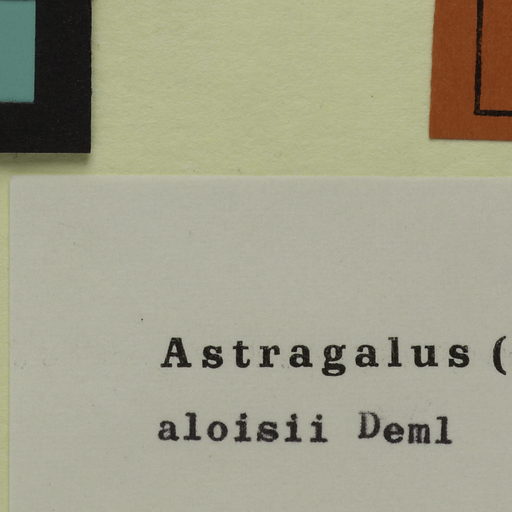 Astragalus (
aloisii Deml